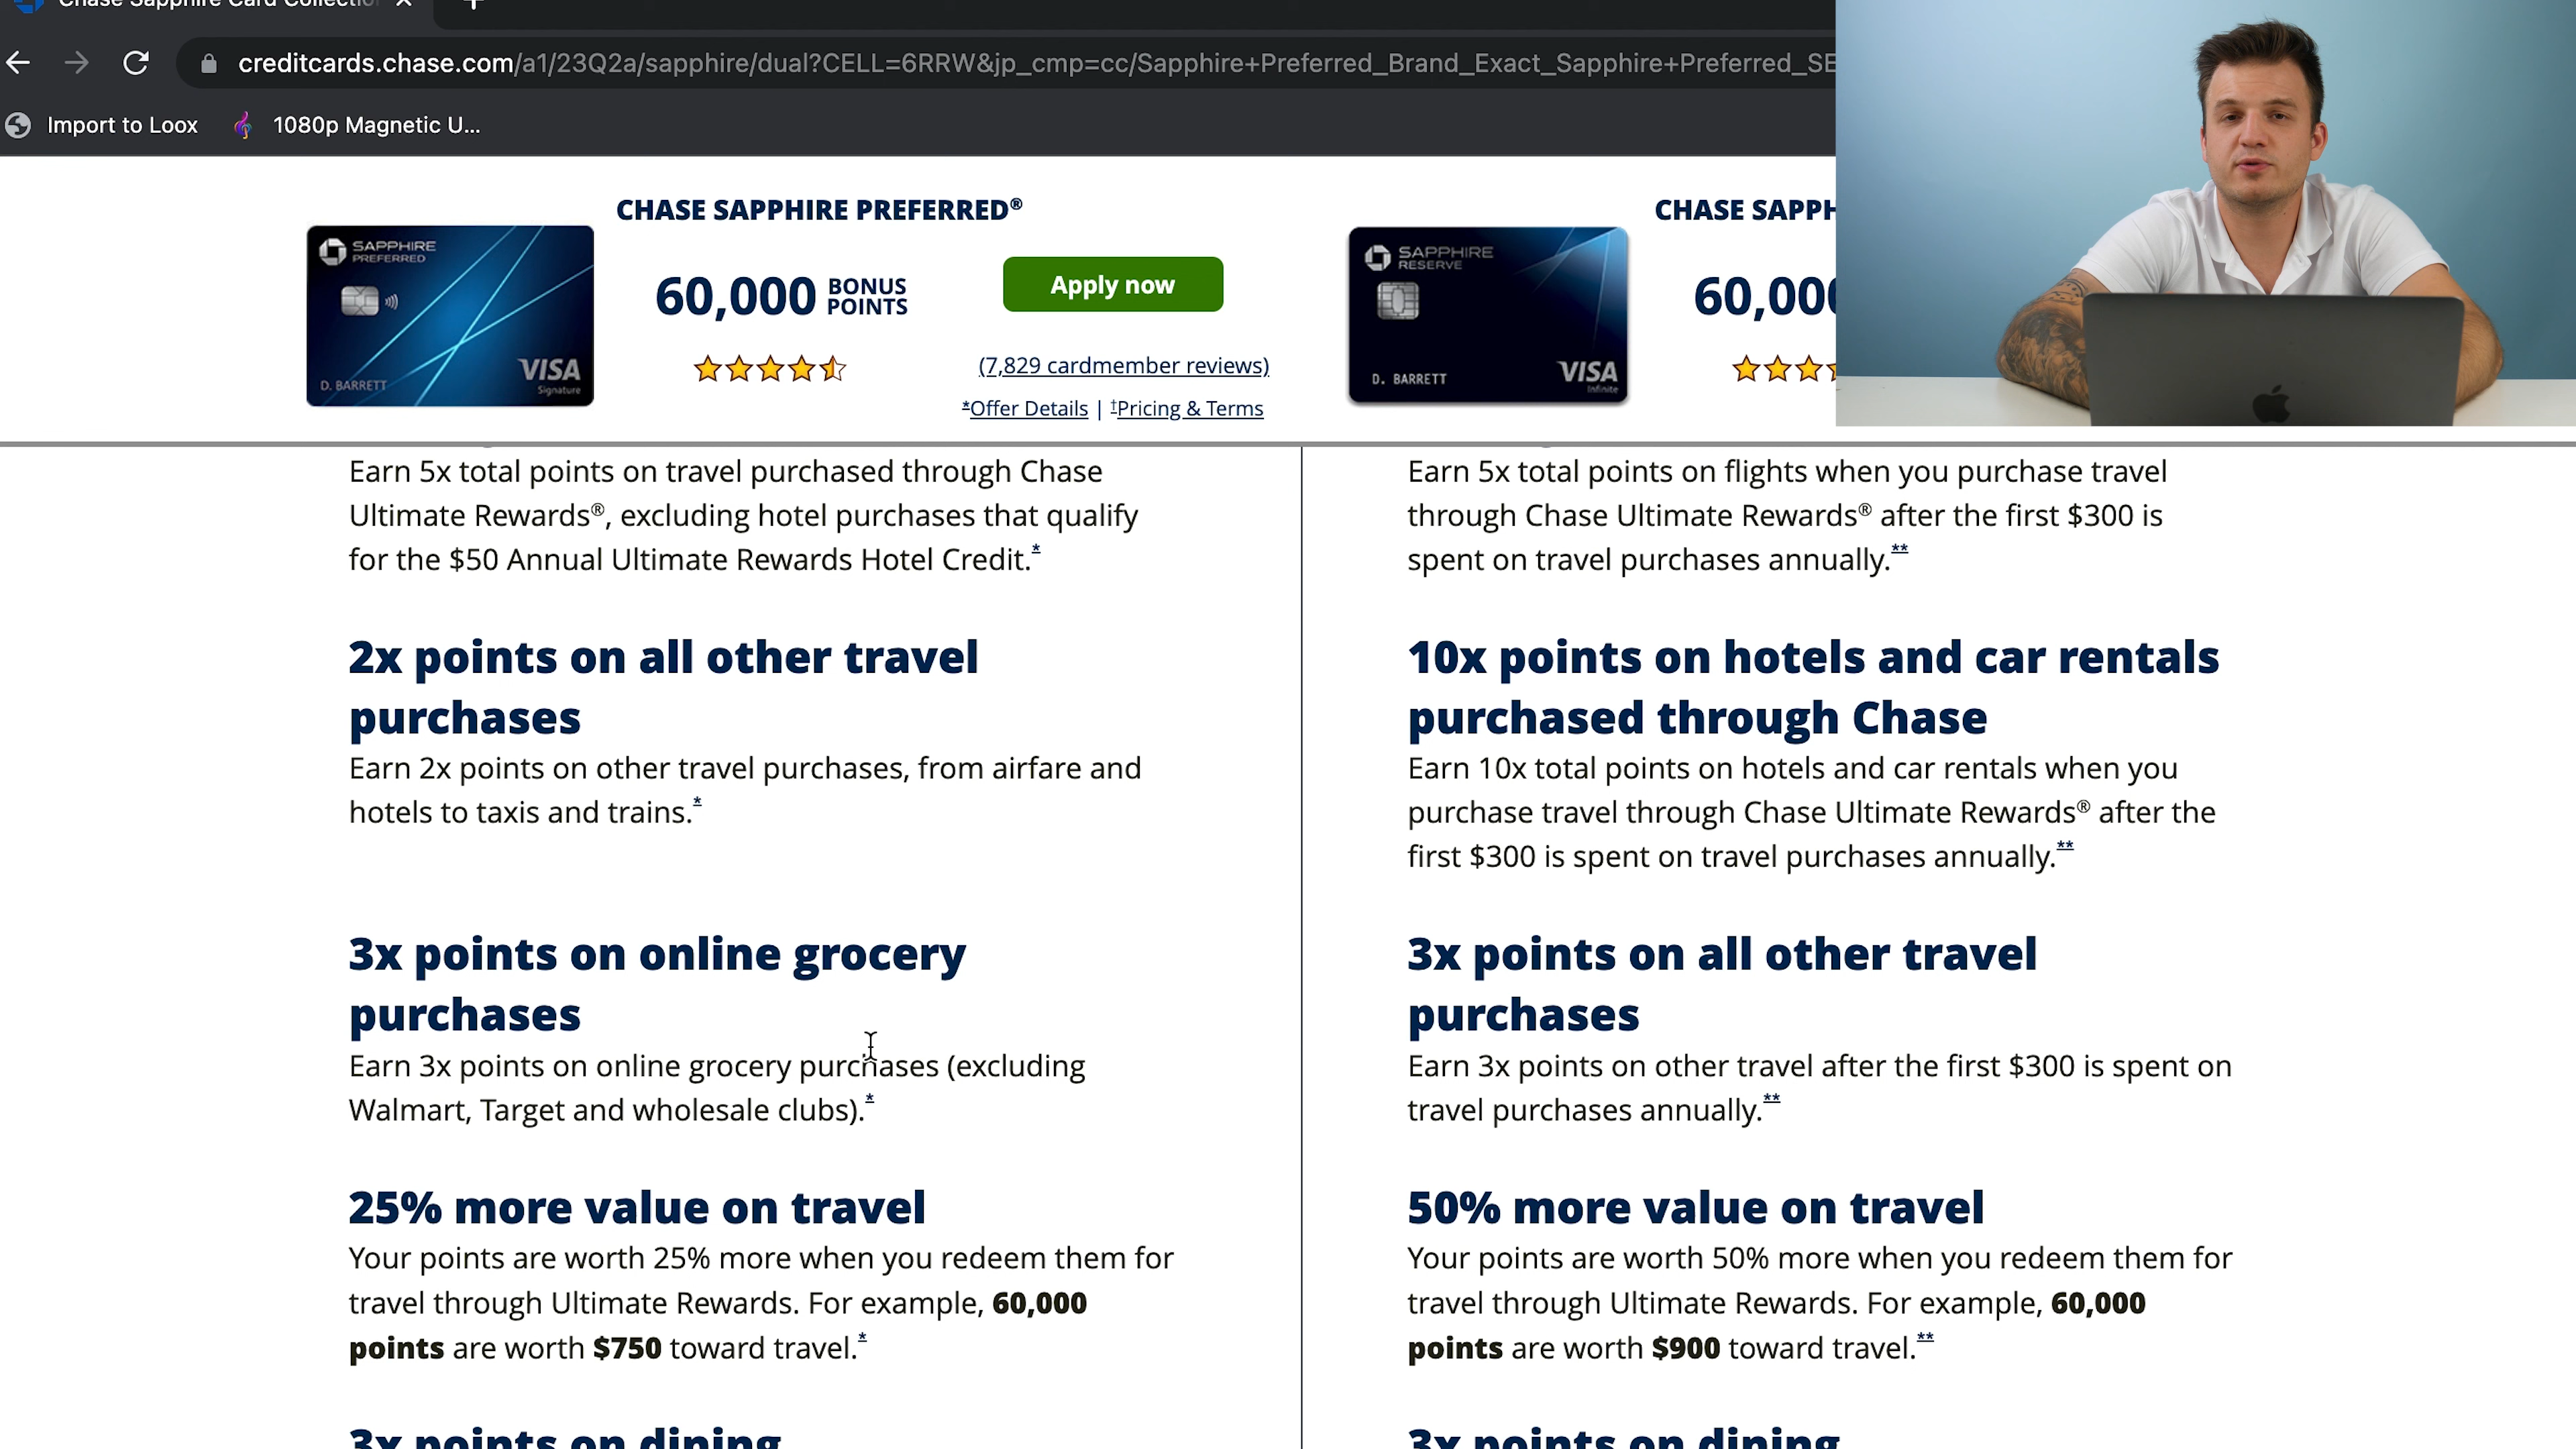 Chase Sapphire Card Collectio
creditcards.chase.com/a1/23Q2a/sapphire/dual?CELL=6RRW&jp_cmp=cc/Sapphire+Preferred_Brand_Exact_Sapphire+Preferred_SE
Import to Loox 1080p Magnetic U...
CHASE SAPPHIRE PREFERRED®
SAPPHIRE
PREFERRED
60,000 BONUS
POINTS
Apply now
VISA
Signature
D. BARRETT
(7,829 cardmember reviews)
*Offer Details | †Pricing & Terms
CHASE SAPPH
SAPPHIRE
RESERVE
60,000
D. BARRETT
VISA
Infinite
Earn 5x total points on travel purchased through Chase
Ultimate Rewards®, excluding hotel purchases that qualify
for the $50 Annual Ultimate Rewards Hotel Credit.*
2x points on all other travel
purchases
Earn 2x points on other travel purchases, from airfare and
hotels to taxis and trains.*
3x points on online grocery
purchases
Earn 3x points on online grocery purchases (excluding
Walmart, Target and wholesale clubs).*
25% more value on travel
Your points are worth 25% more when you redeem them for
travel through Ultimate Rewards. For example, 60,000
points are worth $750 toward travel.*
3x points on dining
Earn 5x total points on flights when you purchase travel
through Chase Ultimate Rewards® after the first $300 is
spent on travel purchases annually.**
10x points on hotels and car rentals
purchased through Chase
Earn 10x total points on hotels and car rentals when you
purchase travel through Chase Ultimate Rewards® after the
first $300 is spent on travel purchases annually.**
3x points on all other travel
purchases
Earn 3x points on other travel after the first $300 is spent on
travel purchases annually.**
50% more value on travel
Your points are worth 50% more when you redeem them for
travel through Ultimate Rewards. For example, 60,000
points are worth $900 toward travel.**
3x points on dining